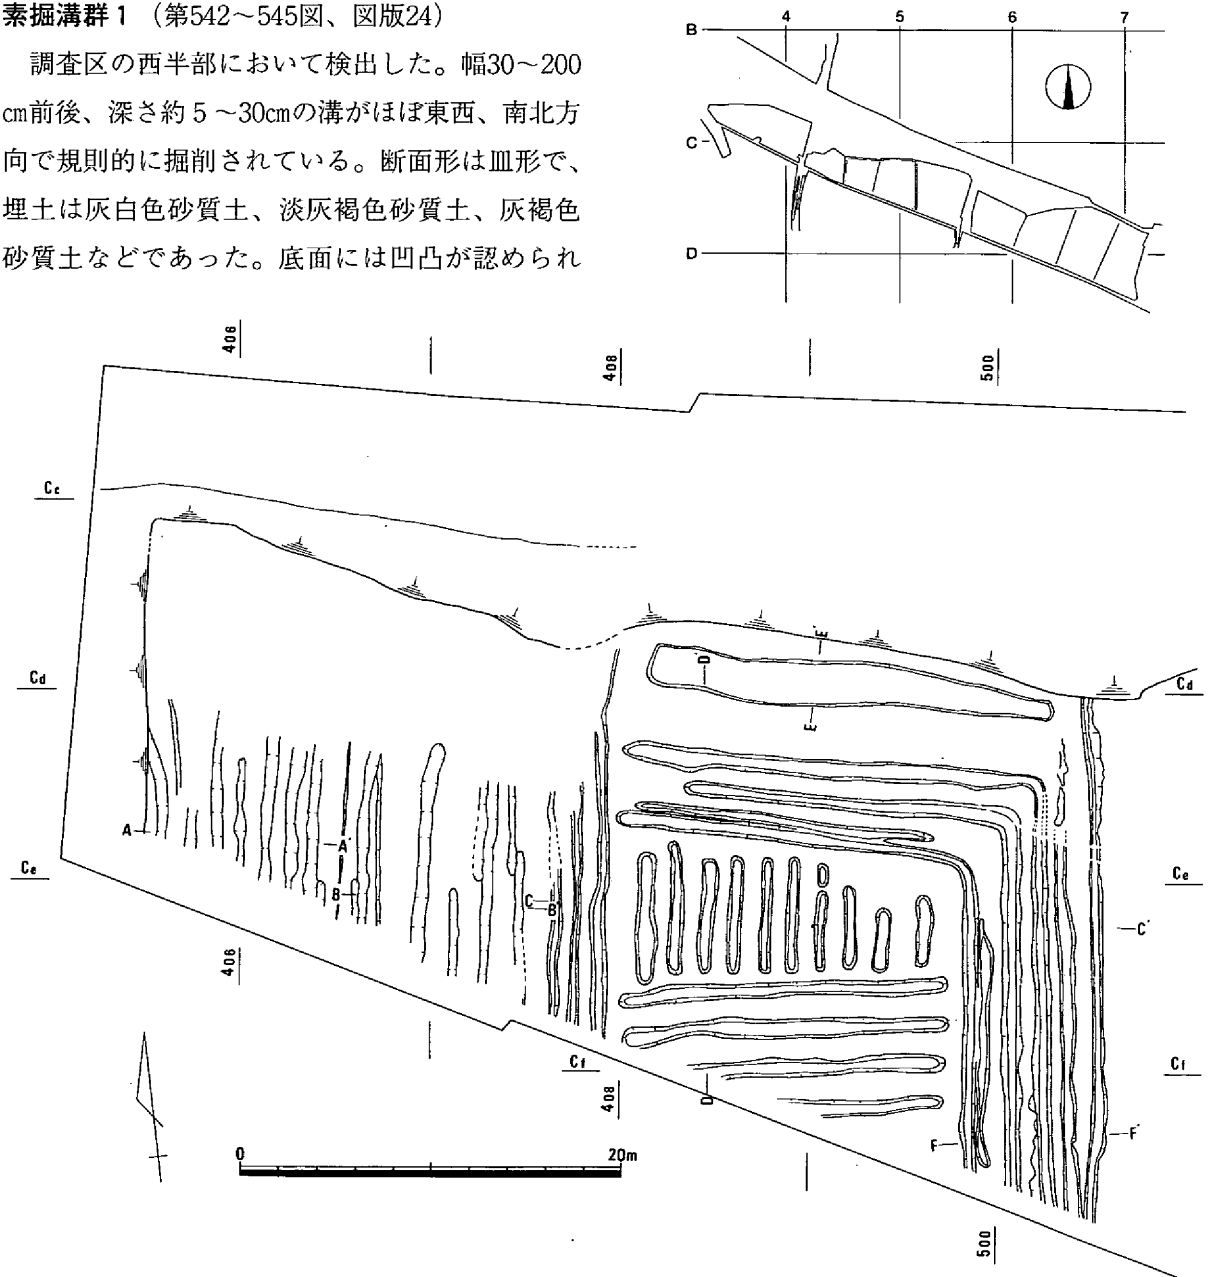 素掘溝群1 （第542～545図、図版24）
調査区の西半部において検出した。幅30～200
cm前後、深さ約5～30cmの溝がほぼ東西、南北方
向で規則的に掘削されている。断面形は皿形で、
埋土は灰白色砂質土、淡灰褐色砂質土、灰褐色
砂質土などであった。底面には凹凸が認められ
4 5 6 7
B
C
D
406 408 500
Cc
E'
D'
Cd Cd
E
A A'
Ce Ce
B C B' C'
406
Cf Cf
408 D
F F'
0 20m
500